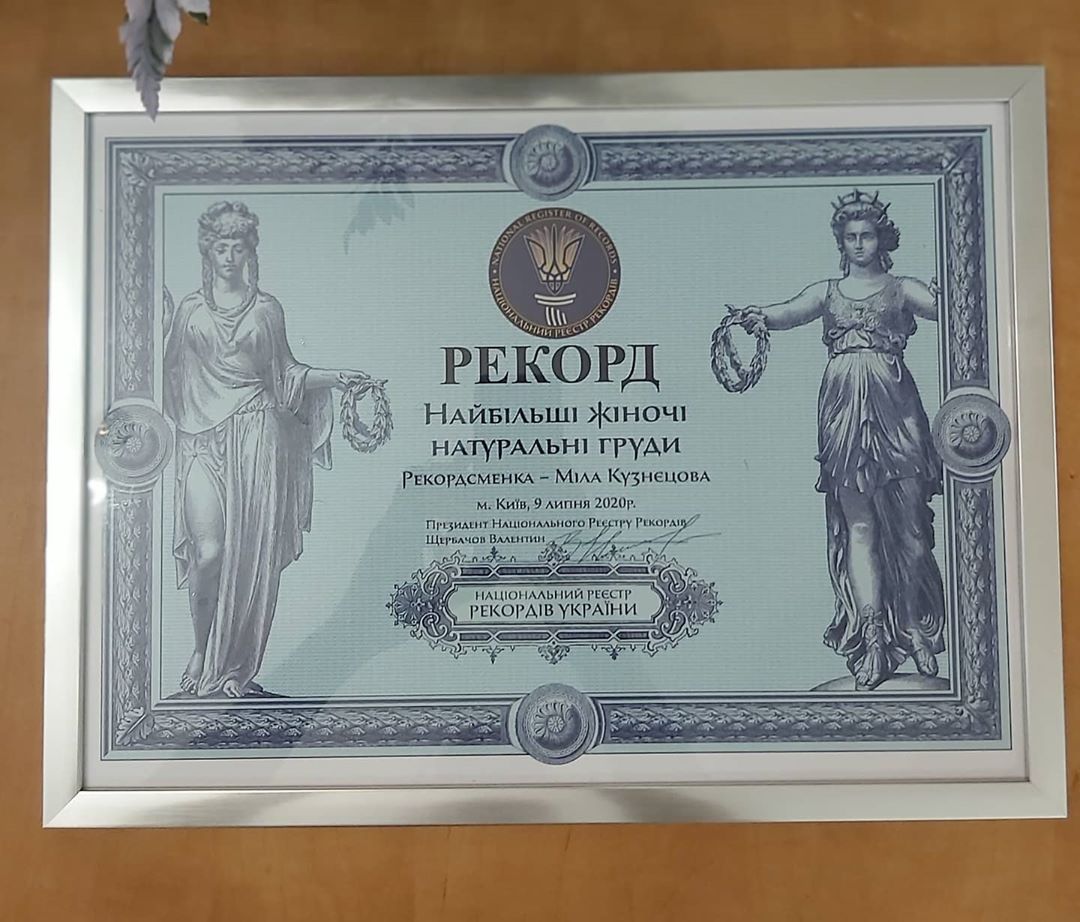 NATIONAL REGISTER OF RECORDS
НАЦІОНАЛЬНИЙ РЕЄСТР РЕКОРДІВ
РЕКОРД
НАЙБІЛЬШІ ЖІНОЧІ
НАТУРАЛЬНІ ГРУДИ
РЕКОРДСМЕНКА – МІЛА КУЗНЄЦОВА
м. КИЇВ, 9 ЛИПНЯ 2020р.
ПРЕЗИДЕНТ НАЦІОНАЛЬНОГО РЕЄСТРУ РЕКОРДІВ
ЩЕРБАЧОВ ВАЛЕНТИН
НАЦІОНАЛЬНИЙ РЕЄСТР
РЕКОРДІВ УКРАЇНИ